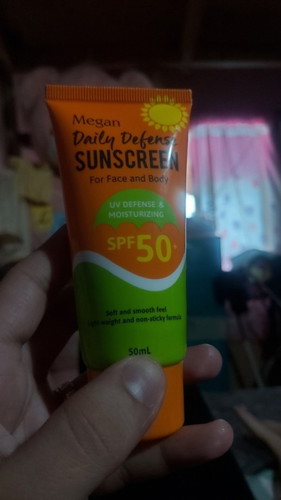 Megan
Daily Defense
SUNSCREEN
For Face and Body
UV DEFENSE &
MOISTURIZING
SPF50+
Soft and smooth feel
Light-weight and non-sticky formula
50mL